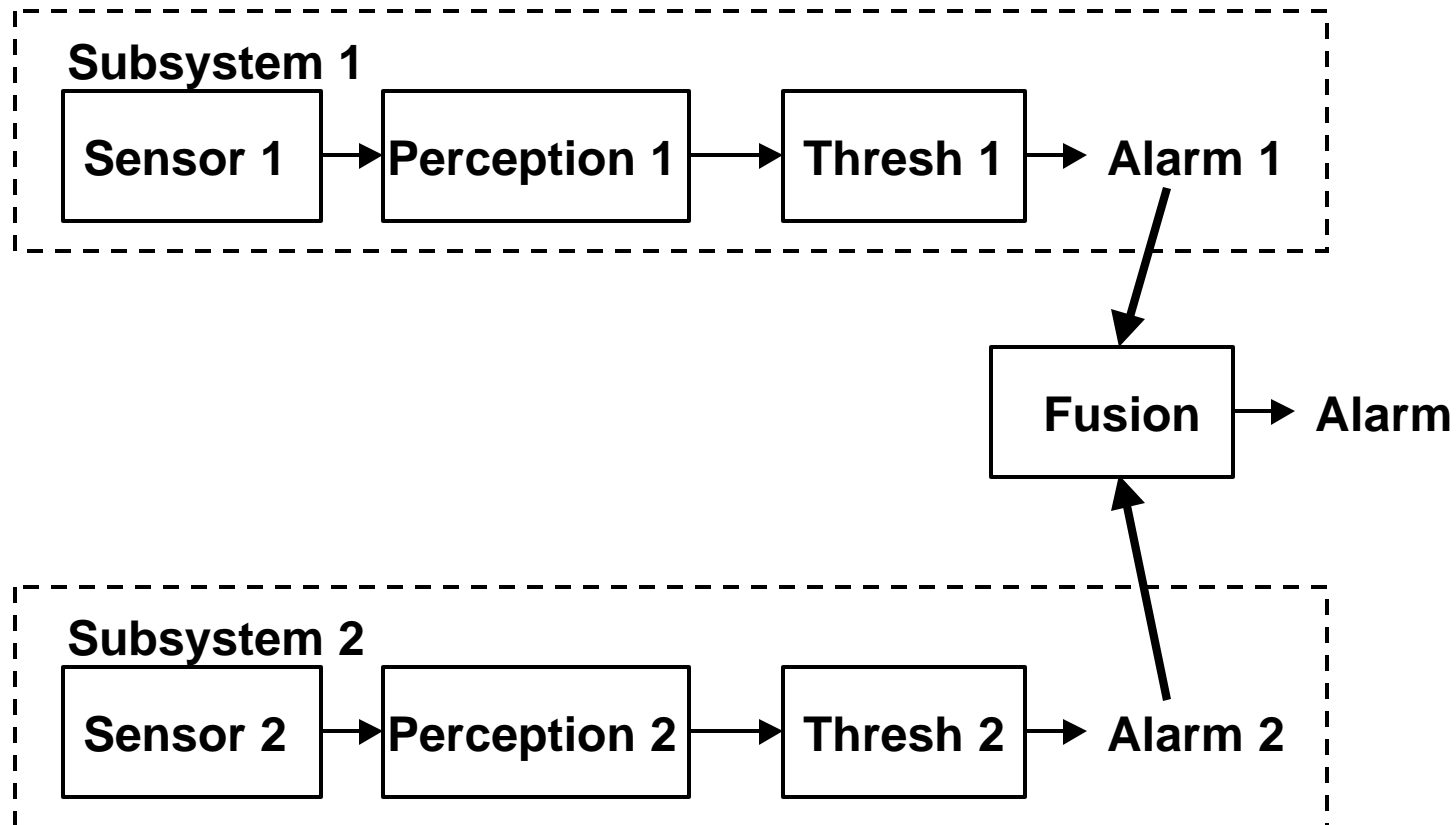 Subsystem 1
Sensor 1
Perception 1
Thresh 1
Alarm 1
Fusion
Alarm
Subsystem 2
Sensor 2
Perception 2
Thresh 2
Alarm 2